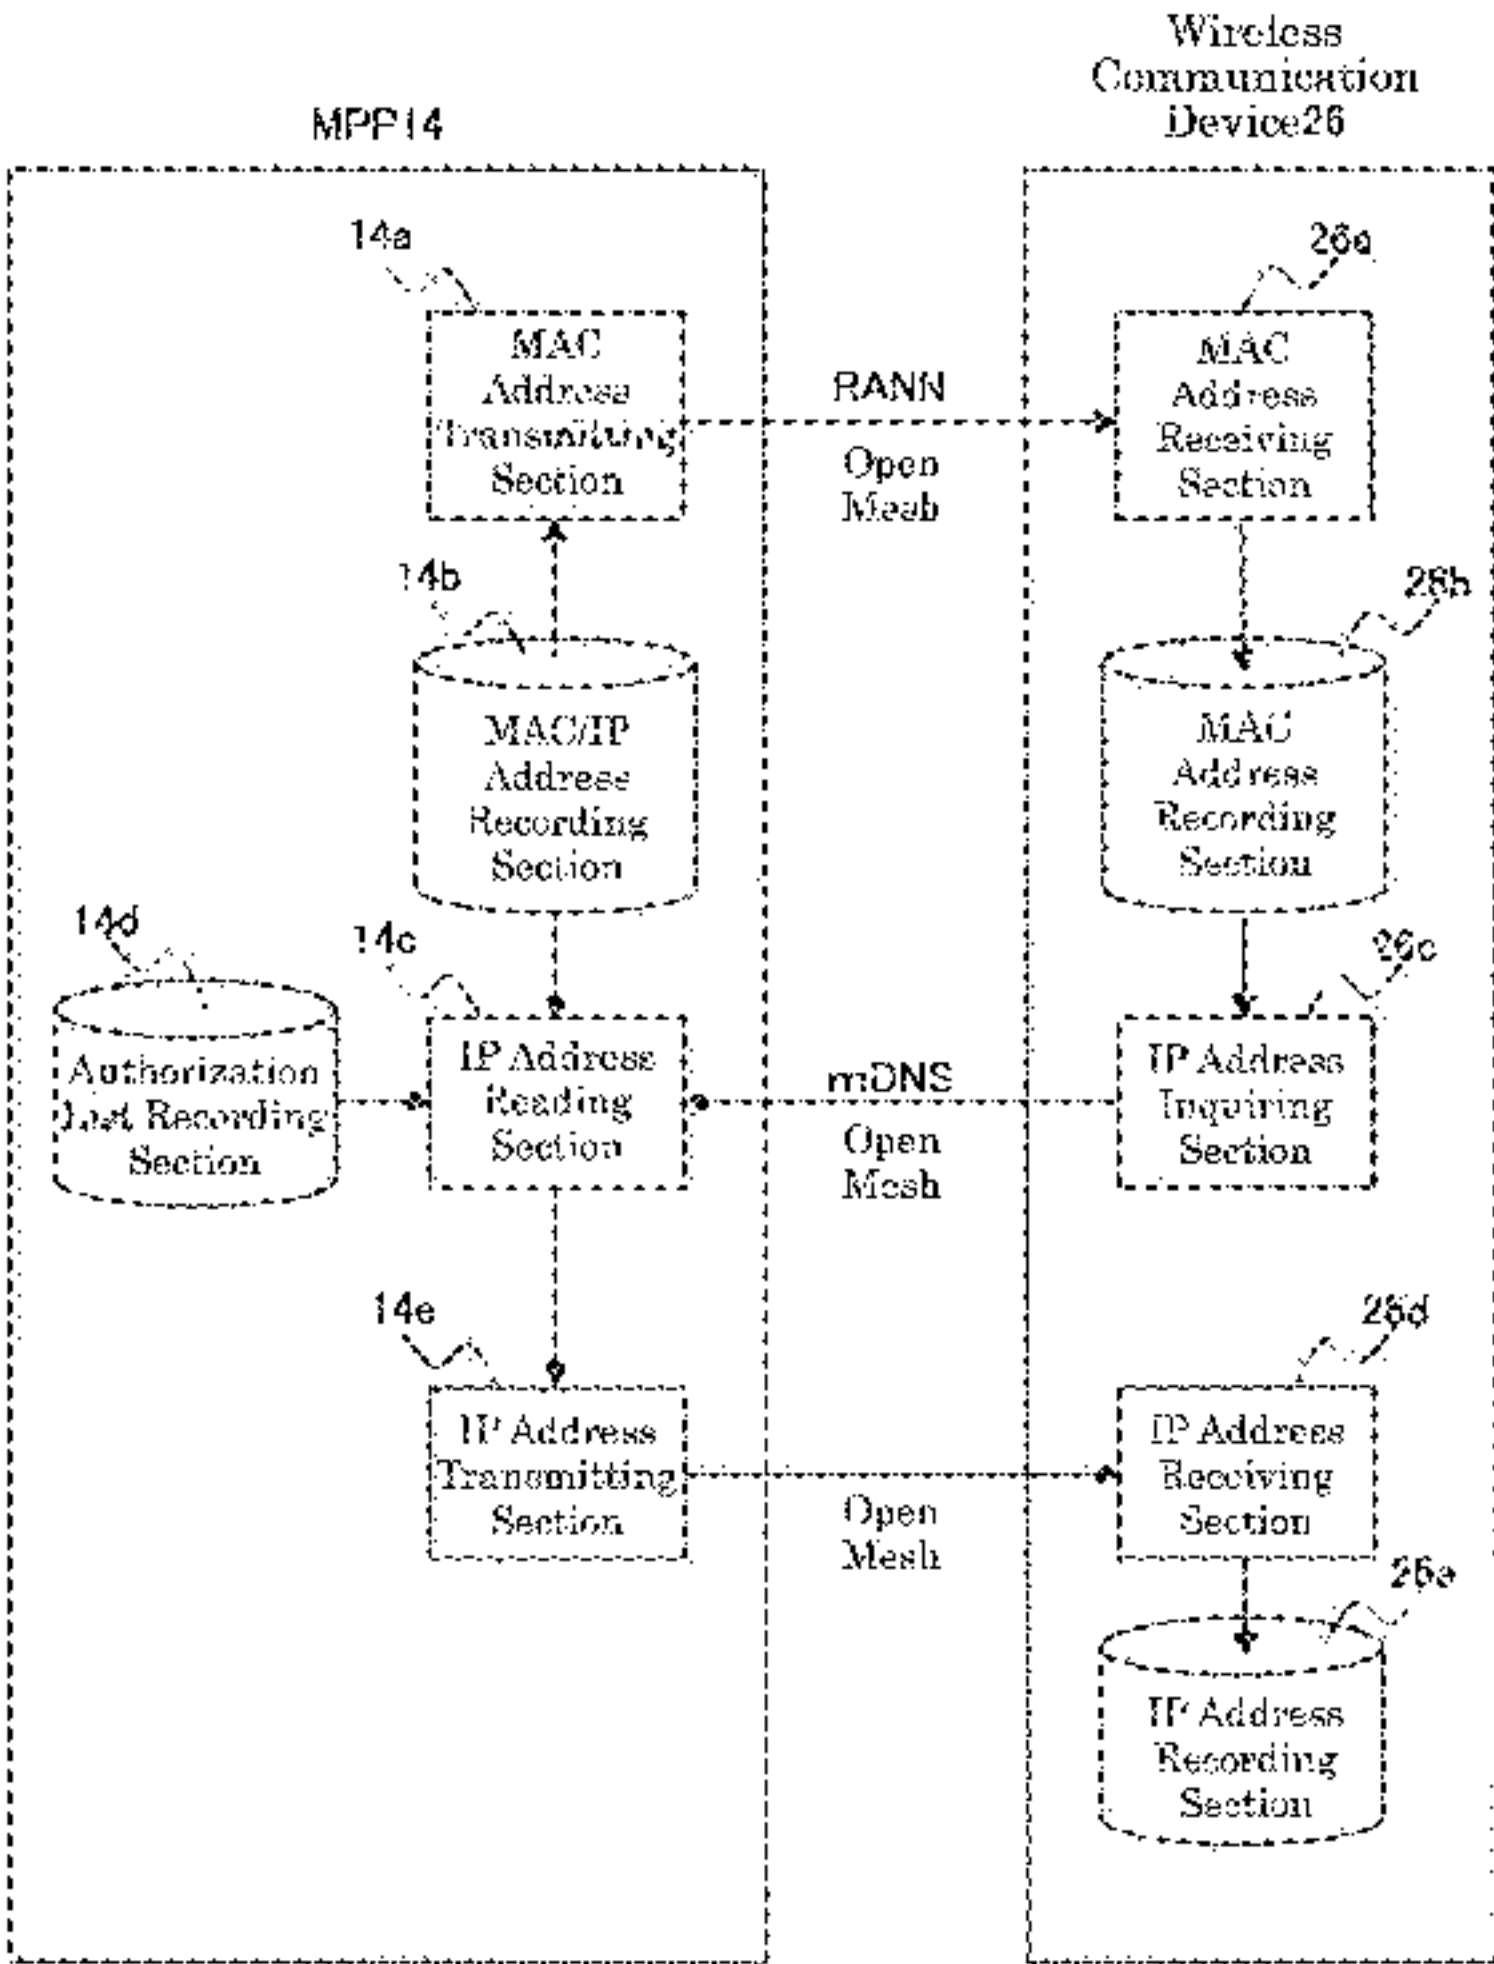 Wireless
Communication
Device26
MPP14
14a
MAC
Address
Transmitting
Section
RANN
Open
Mesh
26a
MAC
Address
Receiving
Section
14b
MAC/IP
Address
Recording
Section
26b
MAC
Address
Recording
Section
14d
Authorization
List Recording
Section
14c
IP Address
Reading
Section
mDNS
Open
Mesh
26c
IP Address
Inquiring
Section
14e
IP Address
Transmitting
Section
Open
Mesh
26d
IP Address
Receiving
Section
26e
IP Address
Recording
Section